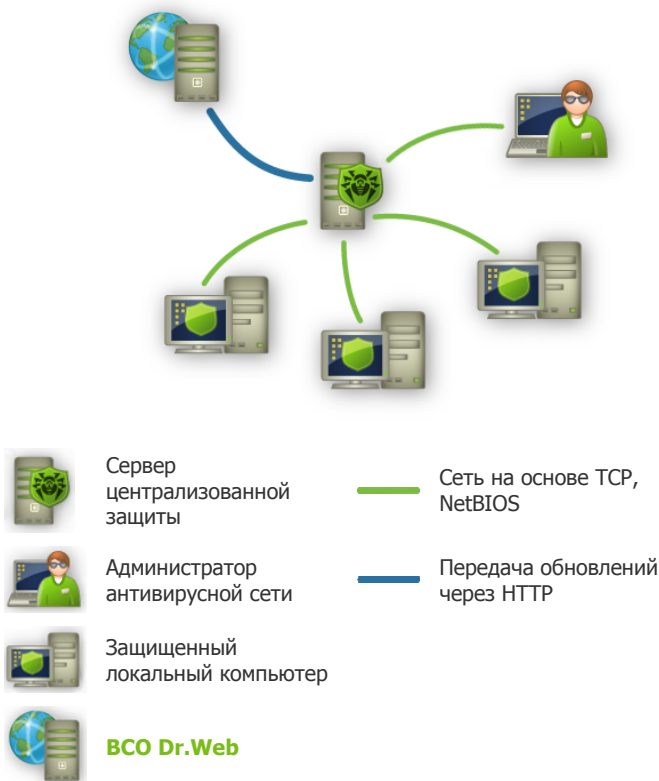 Сервер
централизованной
защиты
Сеть на основе TCP,
NetBIOS
Администратор
антивирусной сети
Передача обновлений
через HTTP
Защищенный
локальный компьютер
ВСО Dr.Web